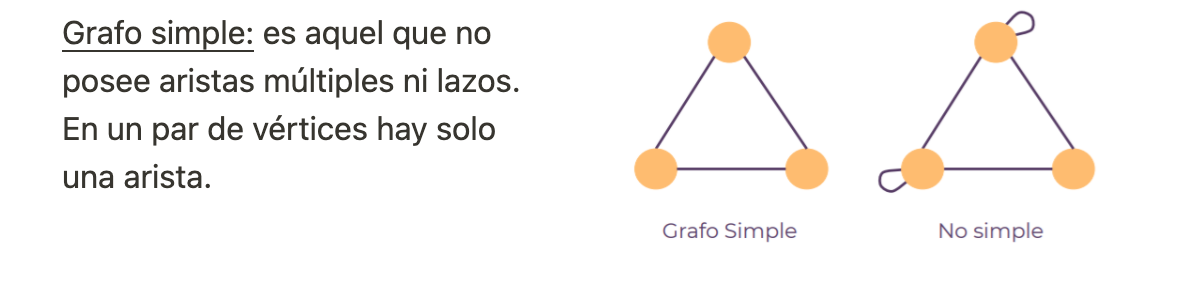 Grafo simple: es aquel que no
posee aristas múltiples ni lazos.
En un par de vértices hay solo
una arista.
Grafo Simple
No simple